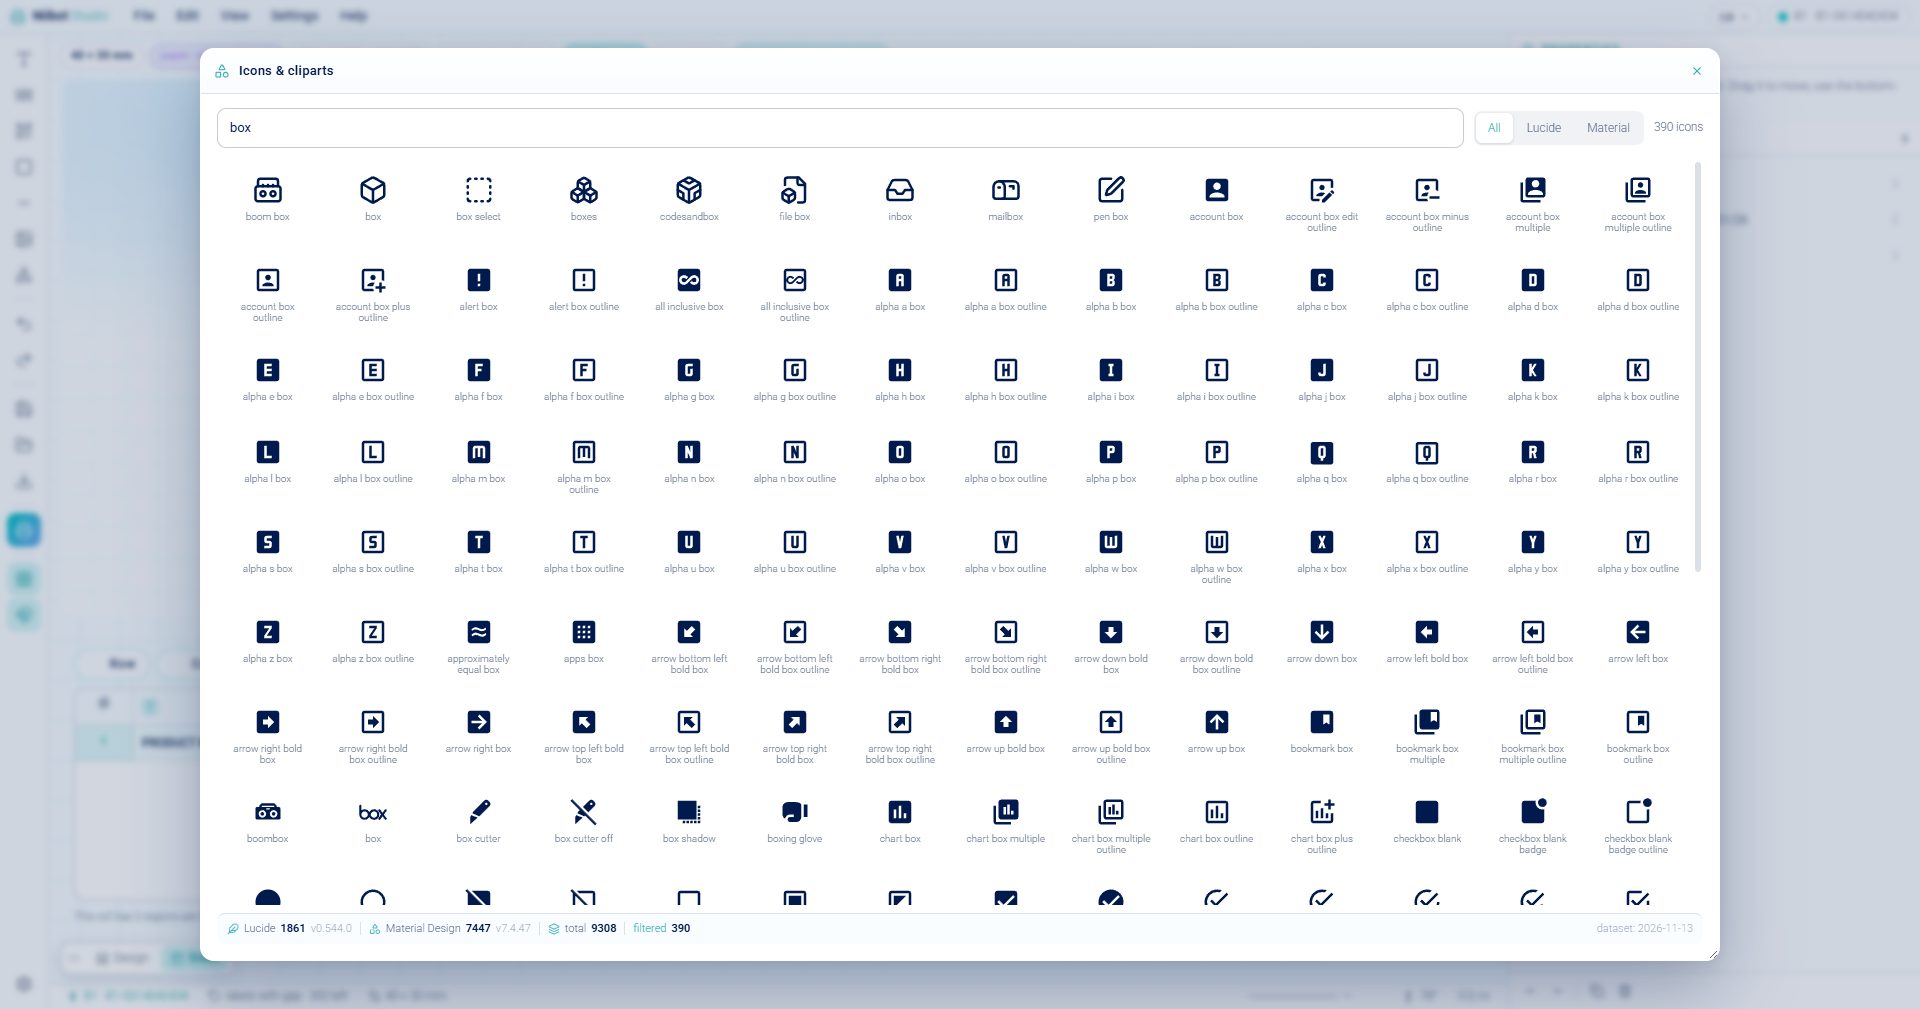 File Edit View Settings Help
40 × 30 mm
Icons & cliparts
box
All Lucide Material 390 icons
boom box
box
box select
boxes
codesandbox
file box
inbox
mailbox
pen box
account box
account box edit
outline
account box minus
outline
account box
multiple
account box
multiple outline
account box
outline
account box plus
outline
alert box
alert box outline
all inclusive box
all inclusive box
outline
alpha a box
alpha a box outline
alpha b box
alpha b box outline
alpha c box
alpha c box outline
alpha d box
alpha d box outline
alpha e box
alpha e box outline
alpha f box
alpha f box outline
alpha g box
alpha g box outline
alpha h box
alpha h box outline
alpha i box
alpha i box outline
alpha j box
alpha j box outline
alpha k box
alpha k box outline
alpha l box
alpha l box outline
alpha m box
alpha m box
outline
alpha n box
alpha n box outline
alpha o box
alpha o box outline
alpha p box
alpha p box outline
alpha q box
alpha q box outline
alpha r box
alpha r box outline
alpha s box
alpha s box outline
alpha t box
alpha t box outline
alpha u box
alpha u box outline
alpha v box
alpha v box outline
alpha w box
alpha w box
outline
alpha x box
alpha x box outline
alpha y box
alpha y box outline
alpha z box
alpha z box outline
approximately
equal box
apps box
arrow bottom left
bold box
arrow bottom left
bold box outline
arrow bottom right
bold box
arrow bottom right
bold box outline
arrow down bold
box
arrow down bold
box outline
arrow down box
arrow left bold box
arrow left bold box
outline
arrow left box
arrow right bold
box
arrow right bold
box outline
arrow right box
arrow top left bold
box
arrow top left bold
box outline
arrow top right
bold box
arrow top right
bold box outline
arrow up bold box
arrow up bold box
outline
arrow up box
bookmark box
bookmark box
multiple
bookmark box
multiple outline
bookmark box
outline
boombox
box
box cutter
box cutter off
box shadow
boxing glove
chart box
chart box multiple
chart box multiple
outline
chart box outline
chart box plus
outline
checkbox blank
checkbox blank
badge
checkbox blank
badge outline
Lucide 1861 v0.544.0 Material Design 7447 v7.4.47 total 9308 filtered 390 dataset: 2026-11-13
Design